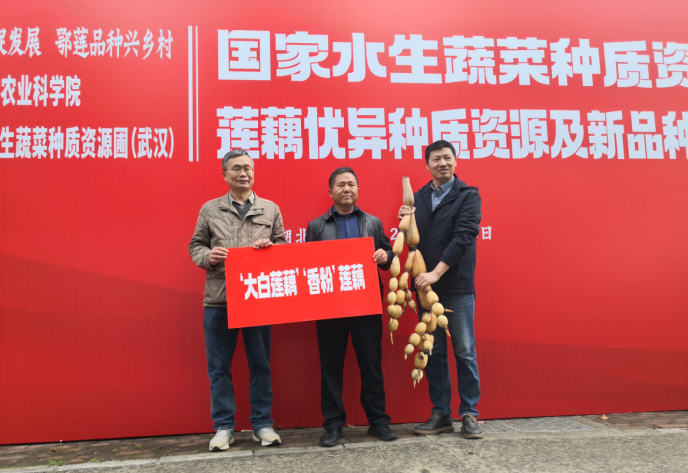 发展 鄂莲品种兴乡村
农业科学院
生蔬菜种质资源圃(武汉)
国家水生蔬菜种质资
莲藕优异种质资源及新品种
北 2 日
‘大白莲藕’‘香粉’莲藕